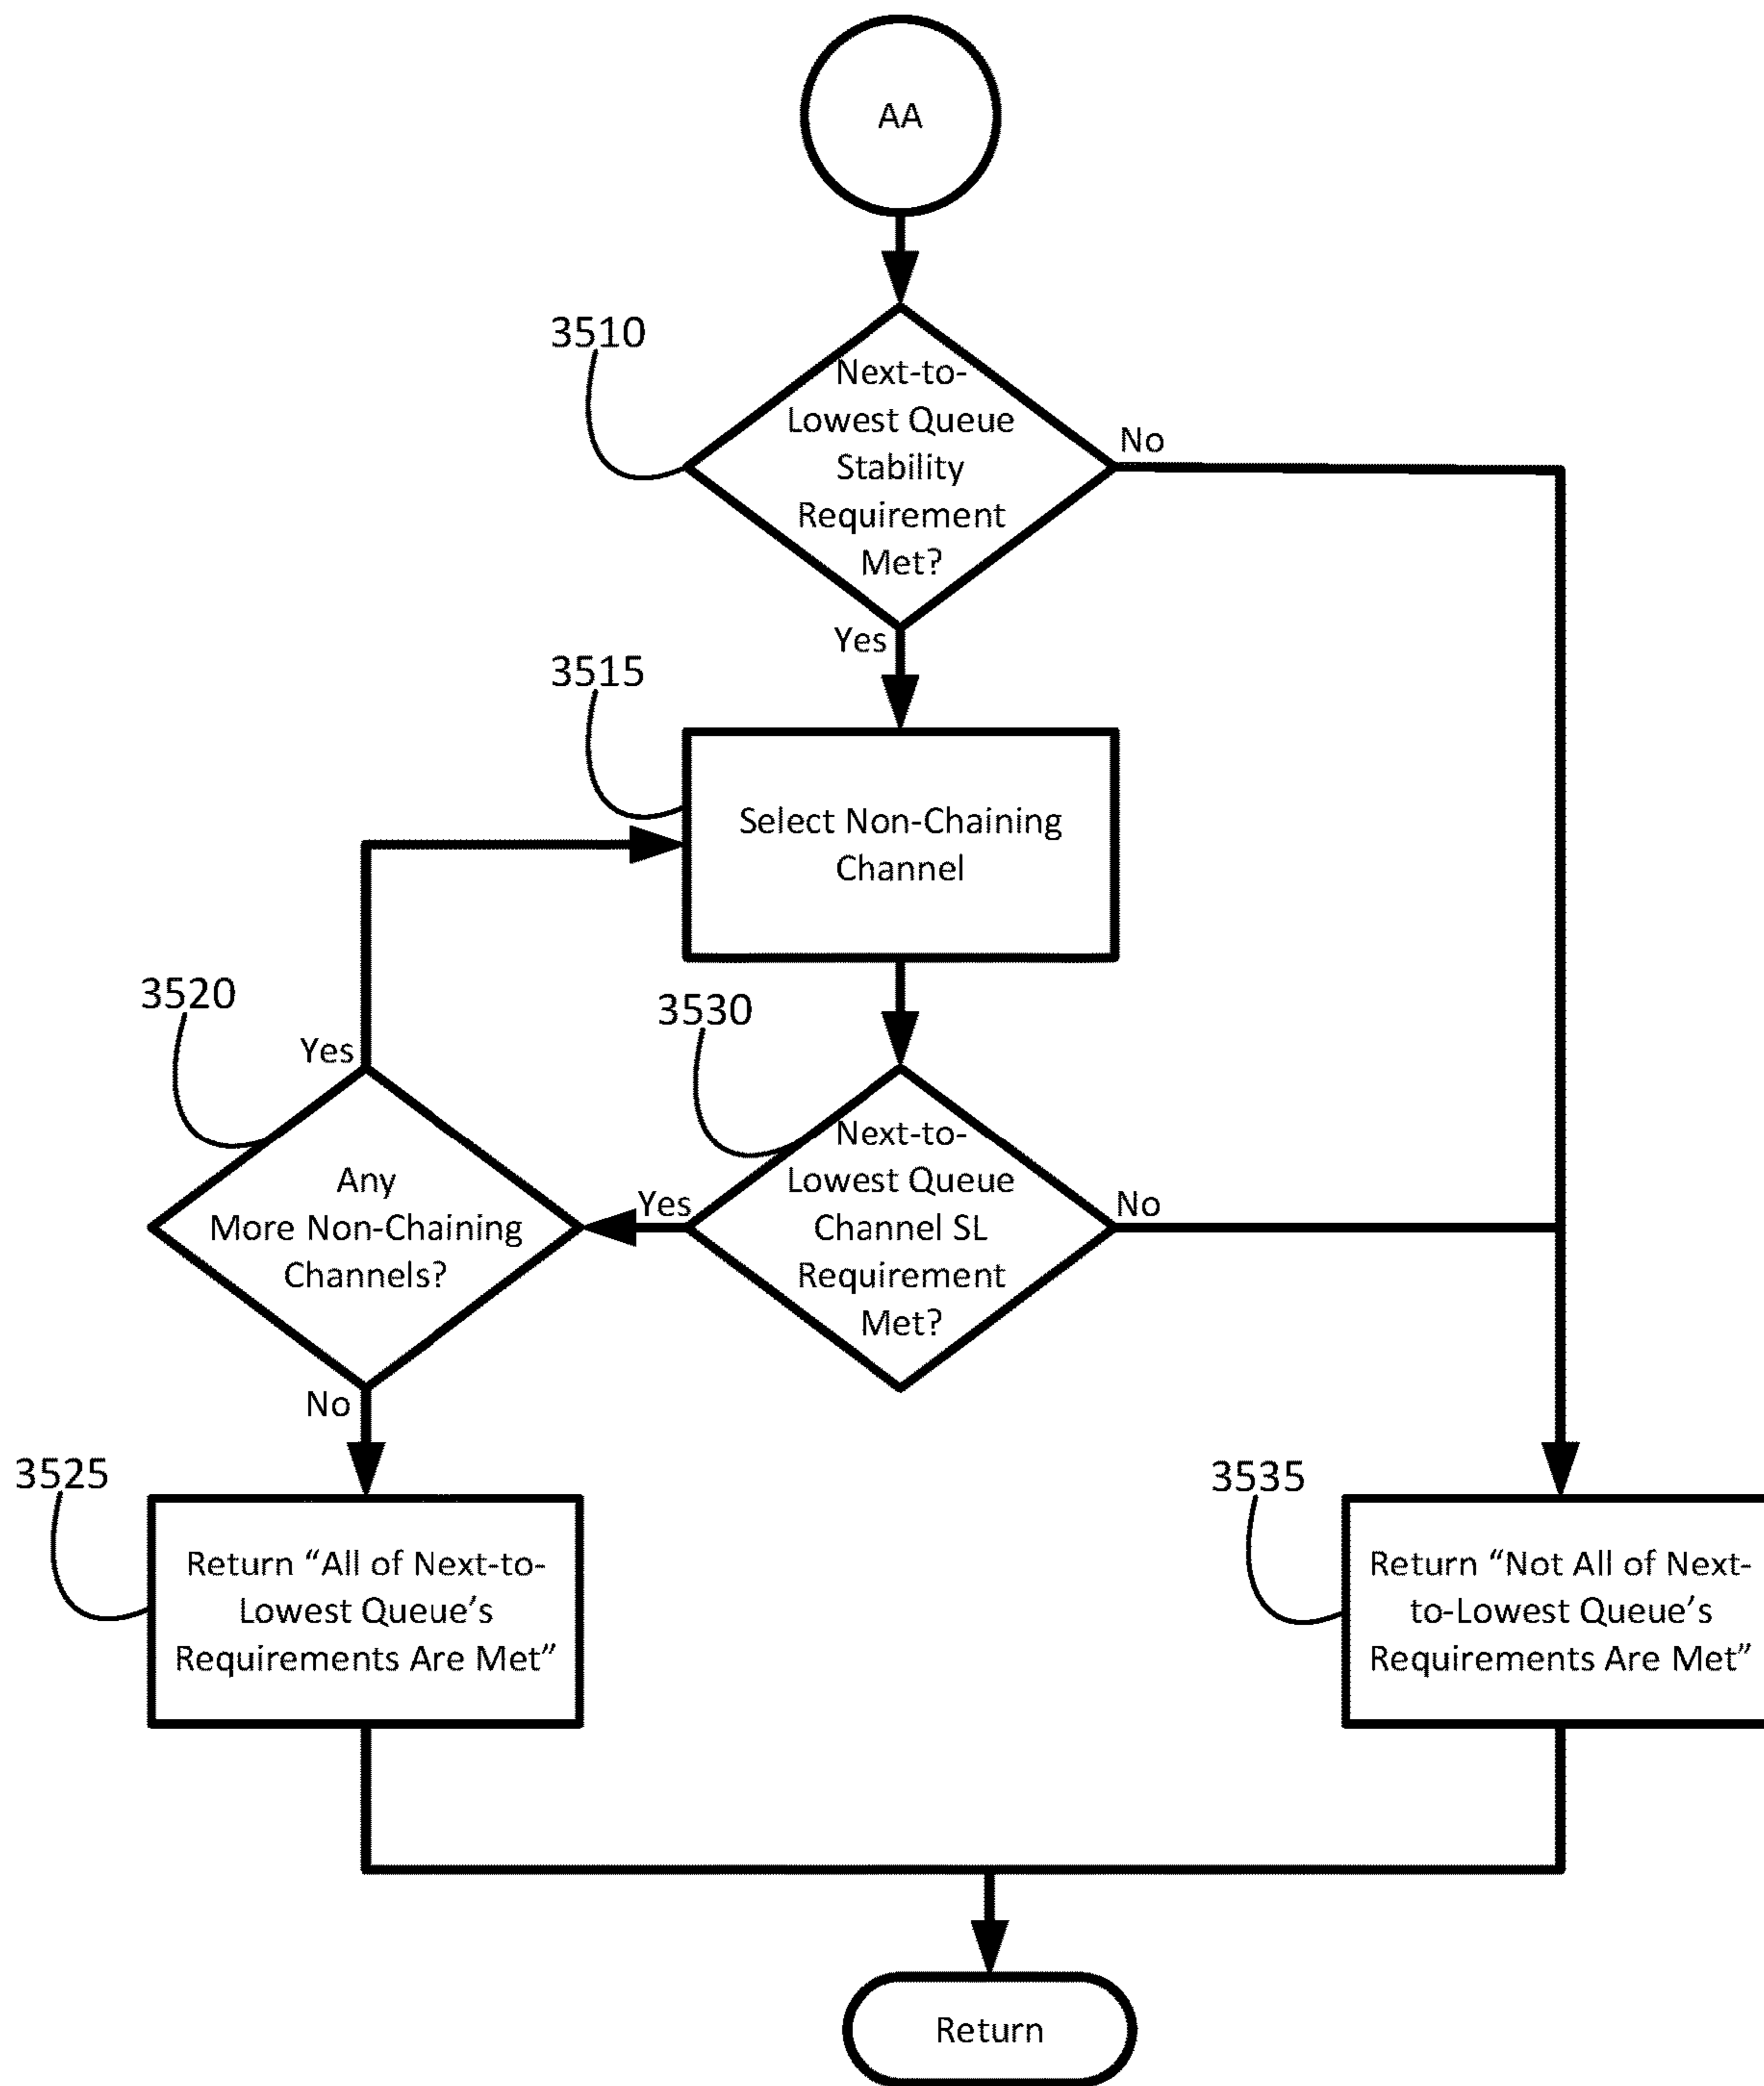 AA
3510
Next-to-
Lowest Queue
Stability
Requirement
Met?
No
Yes
3515
Select Non-Chaining
Channel
3520
3530
Yes
Any
More Non-Chaining
Channels?
Yes
Next-to-
Lowest Queue
Channel SL
Requirement
Met?
No
No
3525
3535
Return “All of Next-to-
Lowest Queue’s
Requirements Are Met”
Return “Not All of Next-
to-Lowest Queue’s
Requirements Are Met”
Return